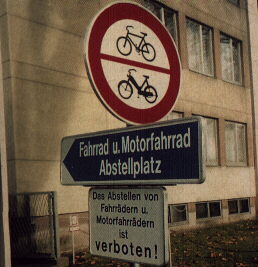 Fahrrad u. Motorfahrrad
Abstellplatz
Das Abstellen von
Fahrrädern u.
Motorfahrrädern
ist
verboten!